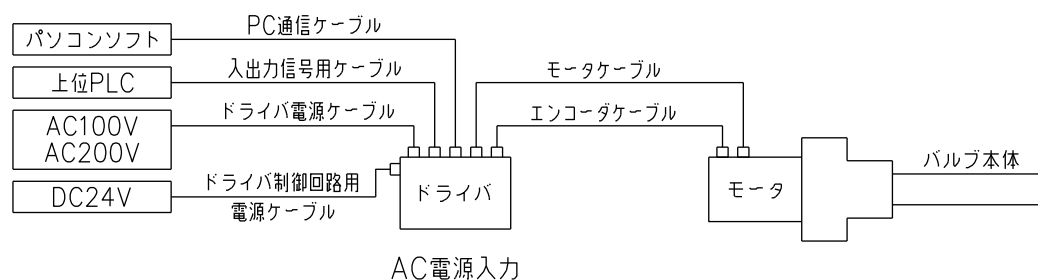 PC通信ケーブル
パソコンソフト
入出力信号用ケーブル
モータケーブル
上位PLC
ドライバ電源ケーブル
エンコーダケーブル
AC100V
AC200V
バルブ本体
ドライバ制御回路用
電源ケーブル
DC24V
ドライバ
モータ
AC電源入力